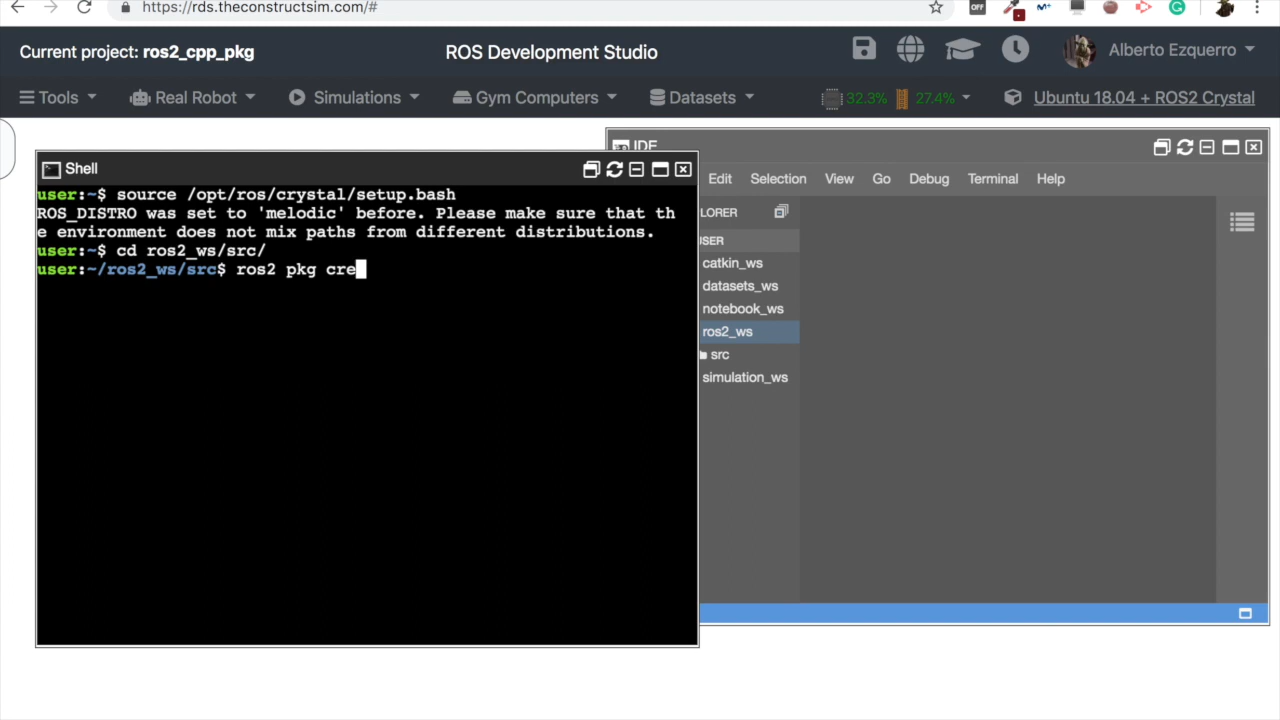 https://rds.theconstructsim.com/#
OFF
Current project: ros2_cpp_pkg
ROS Development Studio
Alberto Ezquerro
Tools
Real Robot
Simulations
Gym Computers
Datasets
32.3%
27.4%
Ubuntu 18.04 + ROS2 Crystal
IDE
Shell
Edit Selection View Go Debug Terminal Help
user:~$ source /opt/ros/crystal/setup.bash
ROS_DISTRO was set to 'melodic' before. Please make sure that th
e environment does not mix paths from different distributions.
user:~$ cd ros2_ws/src/
user:~/ros2_ws/src$ ros2 pkg cre
LORER
USER
catkin_ws
datasets_ws
notebook_ws
ros2_ws
src
simulation_ws